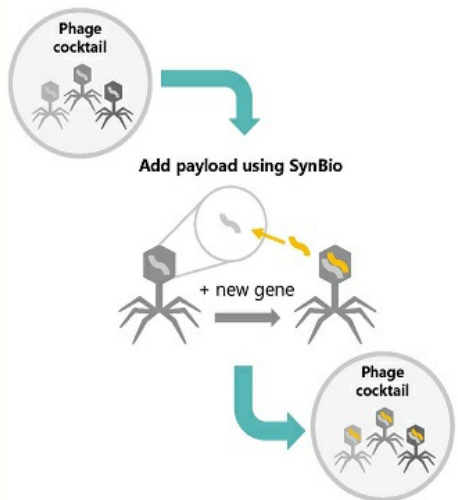 Phage
cocktail
Add payload using SynBio
+ new gene
Phage
cocktail